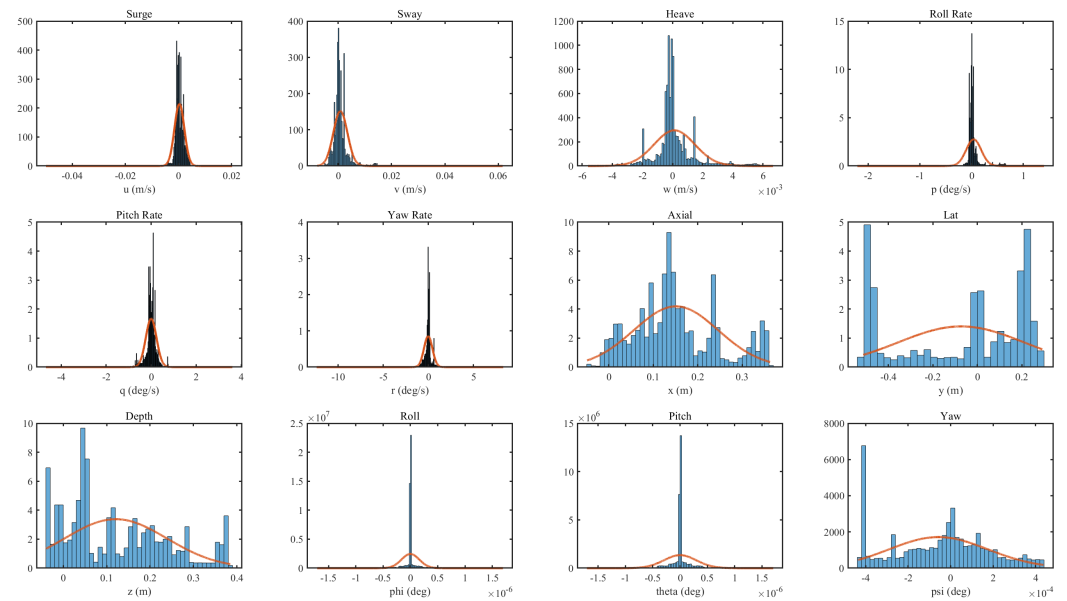 Surge
500
400
300
200
100
0
-0.04 -0.02 0 0.02
u (m/s)
Sway
400
300
200
100
0
0 0.02 0.04 0.06
v (m/s)
Heave
1200
1000
800
600
400
200
0
-6 -4 -2 0 2 4 6
w (m/s)
×10⁻³
Roll Rate
15
10
5
0
-2 -1 0 1
p (deg/s)
Pitch Rate
5
4
3
2
1
0
-4 -2 0 2 4
q (deg/s)
Yaw Rate
4
3
2
1
0
-10 -5 0 5
r (deg/s)
Axial
10
8
6
4
2
0
0 0.1 0.2 0.3
x (m)
Lat
5
4
3
2
1
0
-0.4 -0.2 0 0.2
y (m)
Depth
10
8
6
4
2
0
0 0.1 0.2 0.3 0.4
z (m)
Roll
×10⁷
2.5
2
1.5
1
0.5
0
-1.5 -1 -0.5 0 0.5 1 1.5
phi (deg)
×10⁻⁶
Pitch
×10⁶
15
10
5
0
-1.5 -1 -0.5 0 0.5 1 1.5
theta (deg)
×10⁻⁶
Yaw
8000
6000
4000
2000
0
-4 -2 0 2 4
psi (deg)
×10⁻⁴